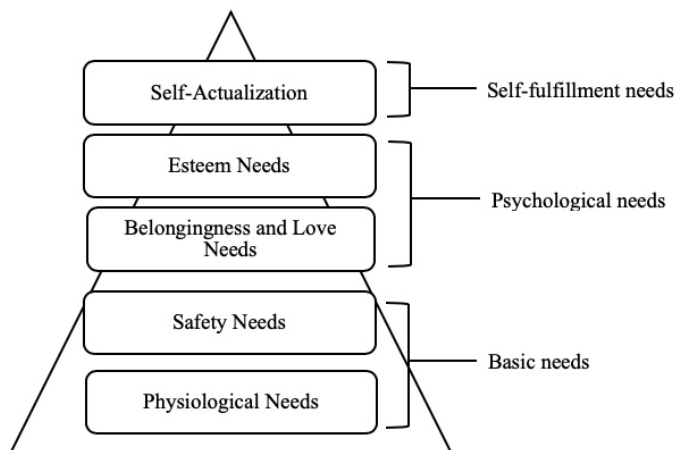 Self-Actualization
Self-fulfillment needs
Esteem Needs
Belongingness and Love
Needs
Psychological needs
Safety Needs
Physiological Needs
Basic needs